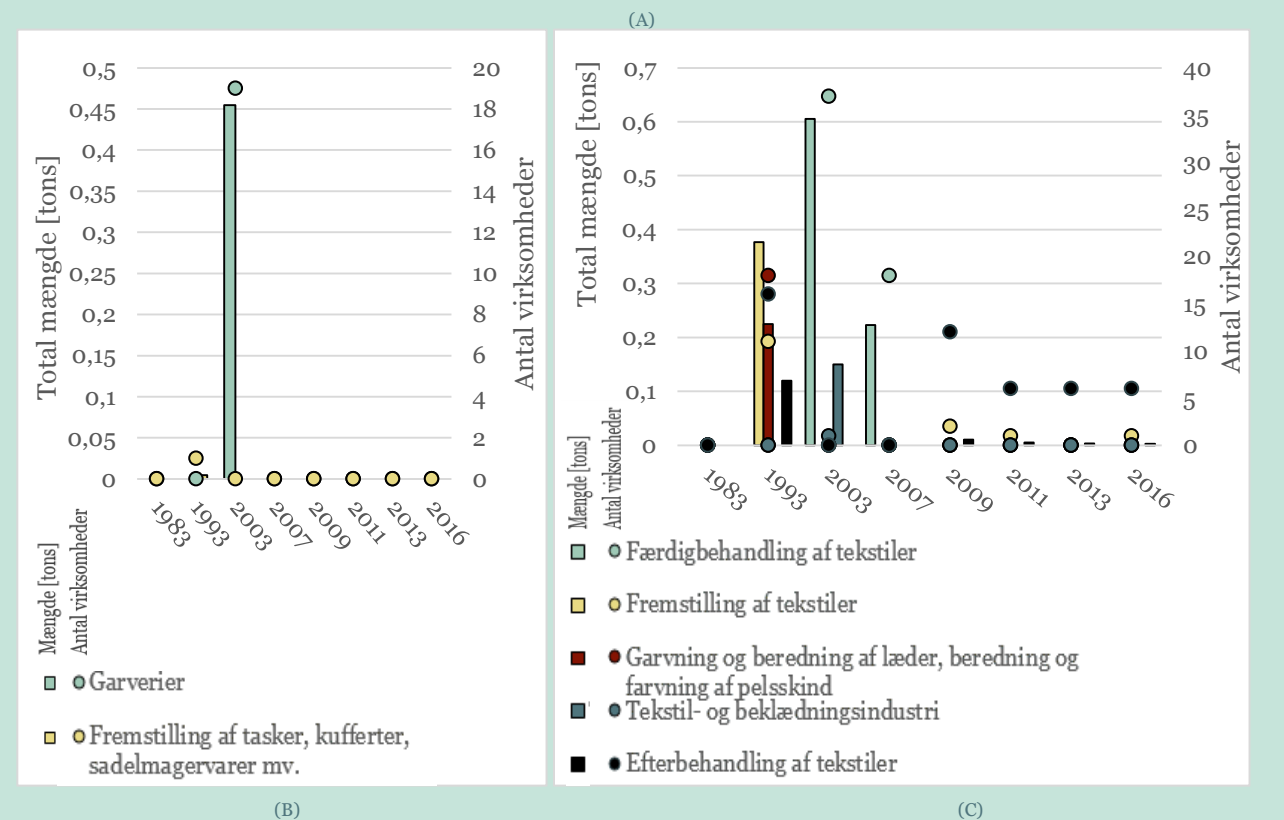 (A)
Total mængde [tons]
0,5
0,45
0,4
0,35
0,3
0,25
0,2
0,15
0,1
0,05
0
20
18
16
14
12
10
8
6
4
2
0
Antal virksomheder
1983
1993
2003
2007
2009
2011
2013
2016
Mængde [tons]
Antal virksomheder
Garverier
Fremstilling af tasker, kufferter,
sadelmagervarer mv.
(B)
Total mængde [tons]
0,7
0,6
0,5
0,4
0,3
0,2
0,1
0
40
35
30
25
20
15
10
5
0
Antal virksomheder
1983
1993
2003
2007
2009
2011
2013
2016
Mængde [tons]
Antal virksomheder
Færdigbehandling af tekstiler
Fremstilling af tekstiler
Garvning og beredning af læder, beredning og
farvning af pelsskind
Tekstil- og beklædningsindustri
Efterbehandling af tekstiler
(C)